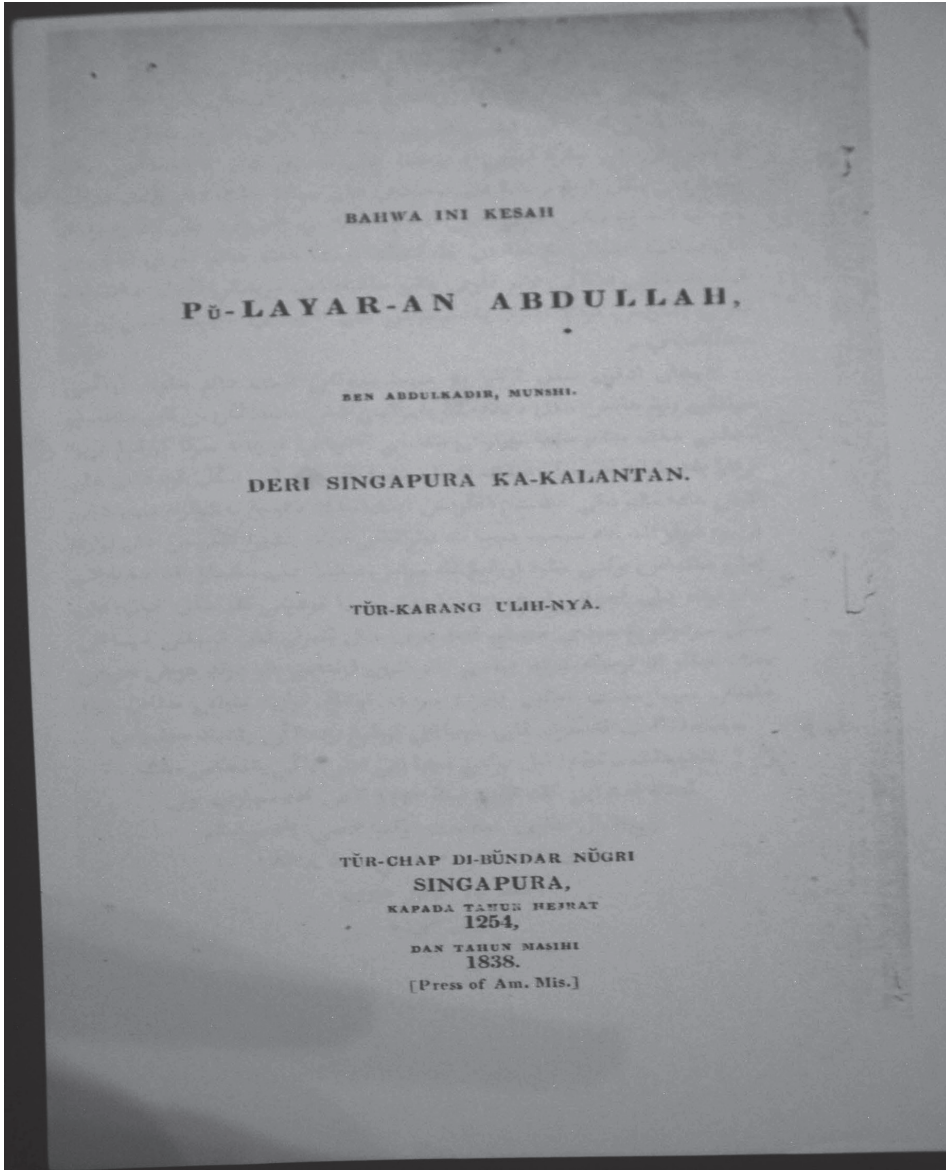 BAHWA INI KESAH
Pŭ-LAYAR-AN ABDULLAH,
BEN ABDULKADIR, MUNSHI.
DERI SINGAPURA KA-KALANTAN.
TŬR-KARANG ULIH-NYA.
TŬR-CHAP DI-BŬNDAR NŬGRI
SINGAPURA,
KAPADA TAHUN HEJRAT
1254,
DAN TAHUN MASIHI
1838.
[Press of Am. Mis.]